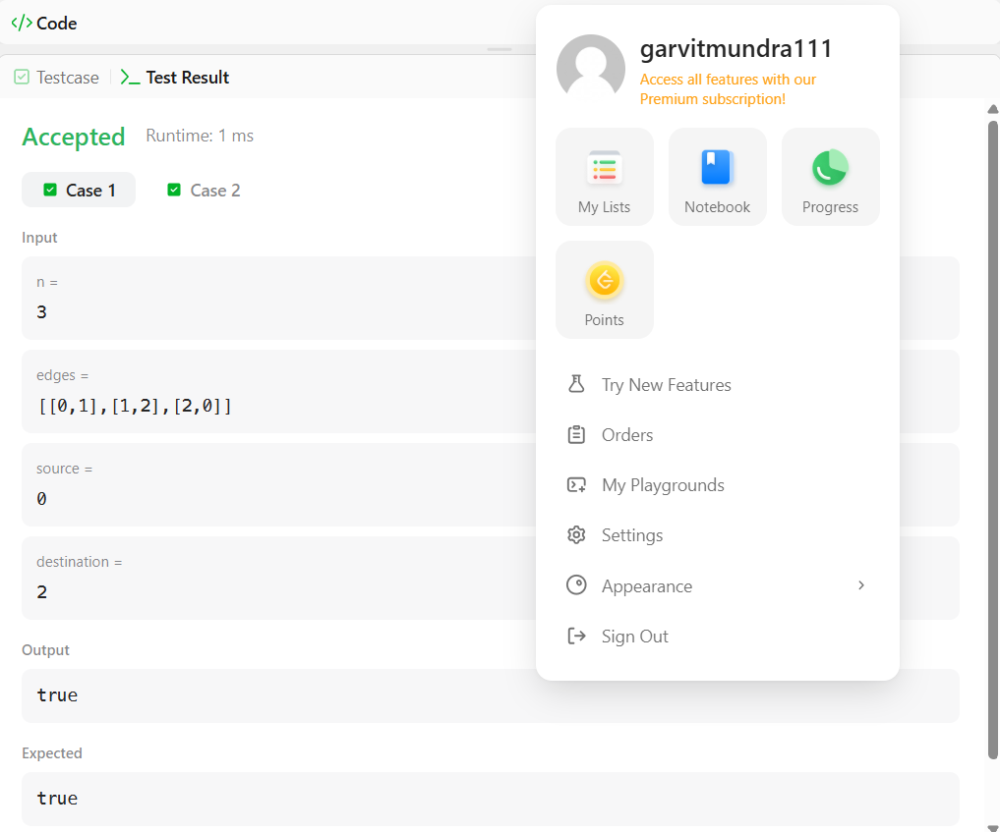 Code
Testcase
Test Result
Accepted
Runtime: 1 ms
Case 1
Case 2
Input
n =
3
edges =
[[0,1],[1,2],[2,0]]
source =
0
destination =
2
Output
true
Expected
true
garvitmundra111
Access all features with our
Premium subscription!
My Lists
Notebook
Progress
Points
Try New Features
Orders
My Playgrounds
Settings
Appearance
Sign Out